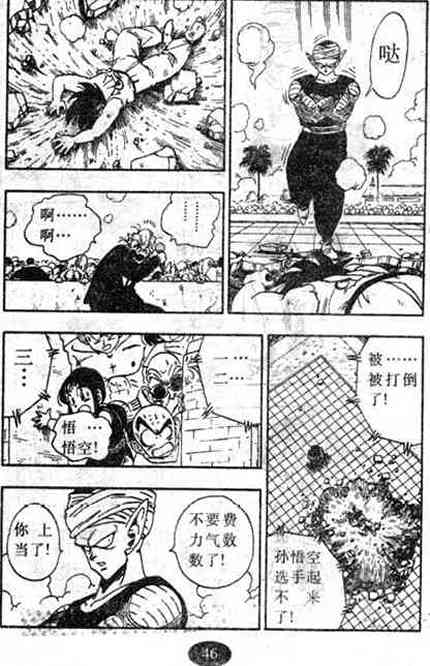 哒
……
啊……
啊…
被……
被打倒
了!
孙悟空
选手起
不来
了!
一……
二……
三…
悟…
悟空!
不要费
力气数
数了!
你上
当了!
46